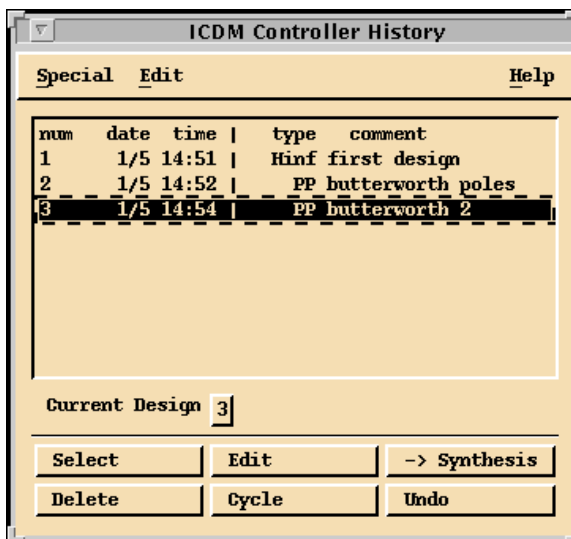 ICDM Controller History
Special Edit Help
num date time | type comment
1 1/5 14:51 | Hinf first design
2 1/5 14:52 | PP butterworth poles
3 1/5 14:54 | PP butterworth 2
Current Design 3
Select Edit -> Synthesis
Delete Cycle Undo